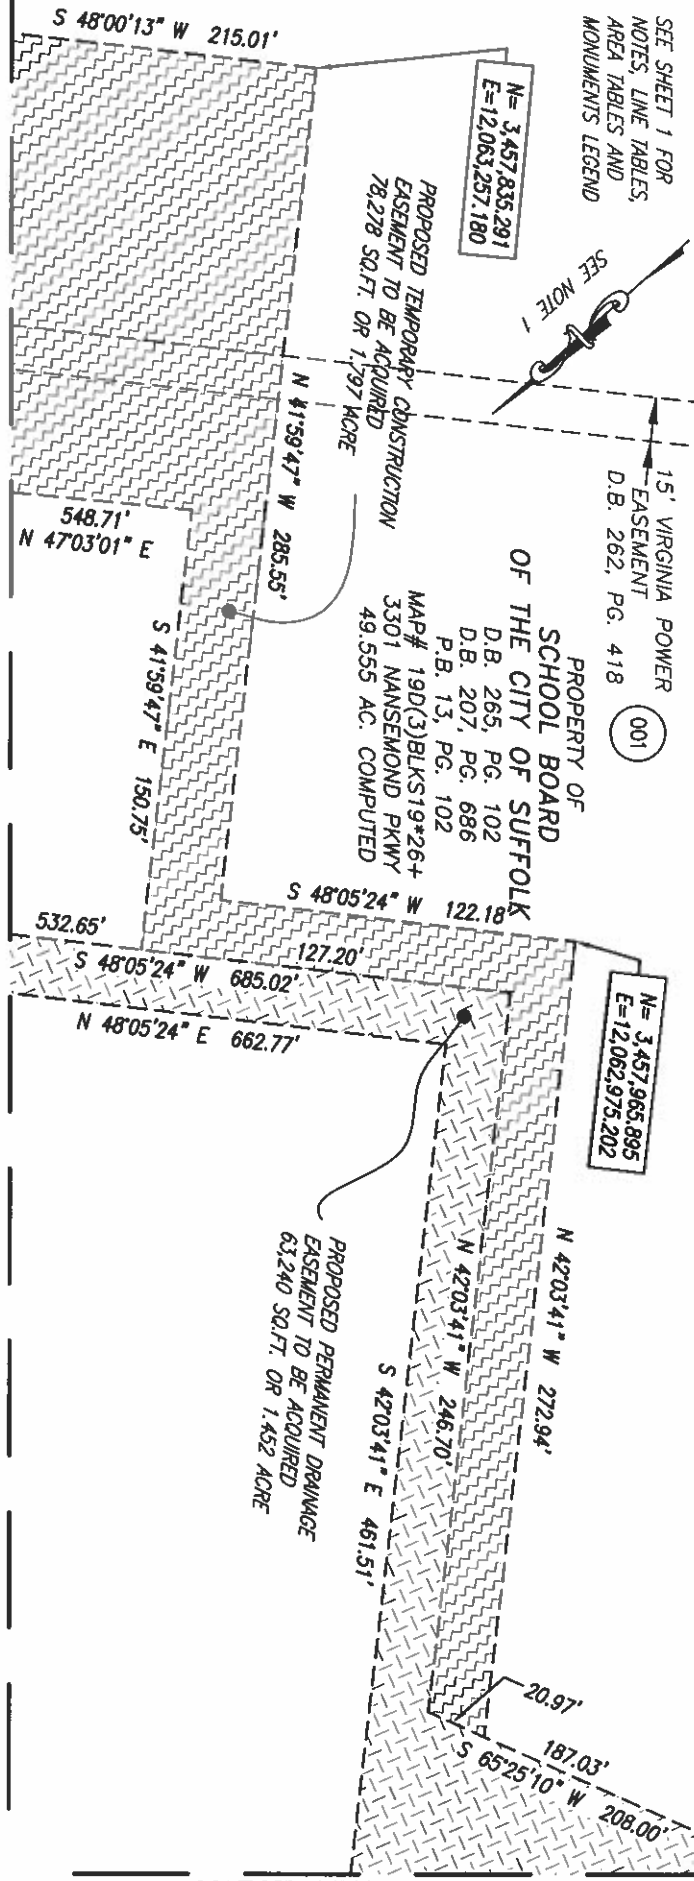 S 48°00'13" W 215.01'
SEE SHEET 1 FOR
NOTES, LINE TABLES,
AREA TABLES AND
MONUMENTS LEGEND
N= 3,457,835.291
E=12,063,257.180
SEE NOTE 1
PROPOSED TEMPORARY CONSTRUCTION
EASEMENT TO BE ACQUIRED
78,278 SQ.FT. OR 1.797 ACRE
15' VIRGINIA POWER
EASEMENT
D.B. 262, PG. 418
001
N 41°59'47" W 285.55'
548.71'
N 47°03'01" E
S 41°59'47" E 150.75'
PROPERTY OF
SCHOOL BOARD
OF THE CITY OF SUFFOLK
D.B. 265, PG. 102
D.B. 207, PG. 686
P.B. 13, PG. 102
MAP# 19D(3)BLKS19*26+
3301 NANSEMOND PKWY
49.555 AC. COMPUTED
S 48°05'24" W 122.18'
532.65'
127.20'
S 48°05'24" W 685.02'
N 48°05'24" E 662.77'
N= 3,457,965.895
E=12,062,975.202
N 42°03'41" W 272.94'
N 42°03'41" W 246.70'
S 42°03'41" E 461.51'
PROPOSED PERMANENT DRAINAGE
EASEMENT TO BE ACQUIRED
63,240 SQ.FT. OR 1.452 ACRE
20.97'
187.03'
S 65°25'10" W 208.00'